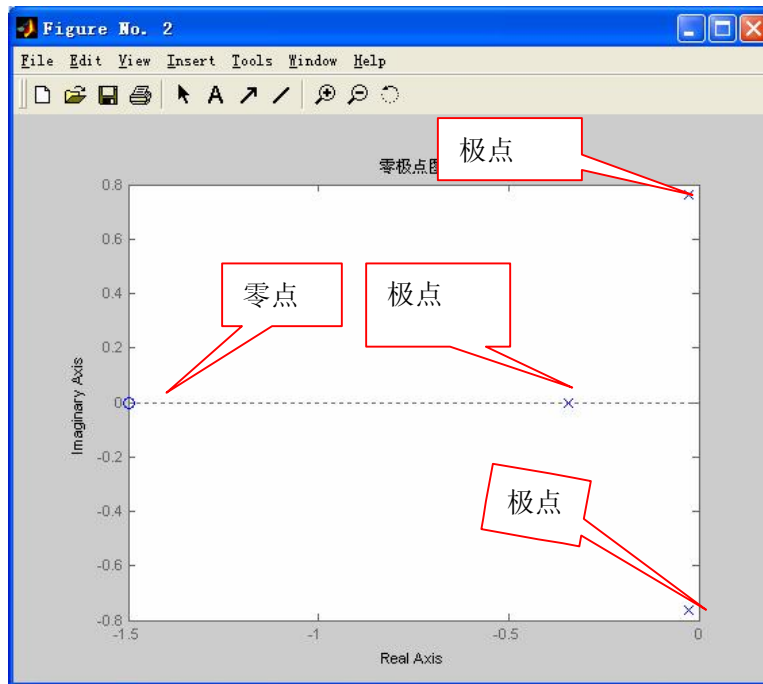 Figure No. 2
File Edit View Insert Tools Window Help
A
极点
零极点图
0.8
0.6
零点
极点
0.4
0.2
Imaginary Axis
0
-0.2
极点
-0.4
-0.6
-0.8
-1.5
-1
-0.5
0
Real Axis